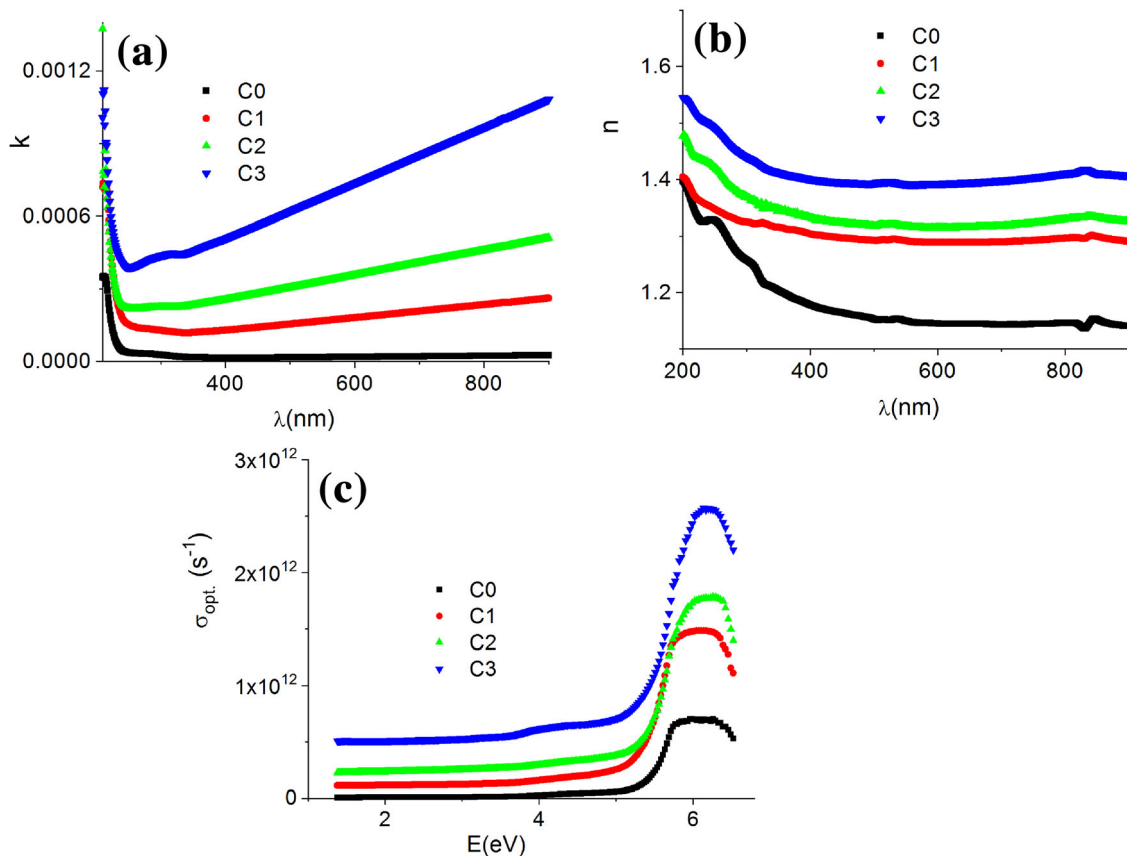 (a)
0.0012
0.0006
0.0000
k
C0
C1
C2
C3
400
600
800
λ(nm)
(b)
1.6
1.4
1.2
n
C0
C1
C2
C3
200
400
600
800
λ(nm)
(c)
3x10¹²
2x10¹²
1x10¹²
0
σopt. (s⁻¹)
C0
C1
C2
C3
2
4
6
E(eV)